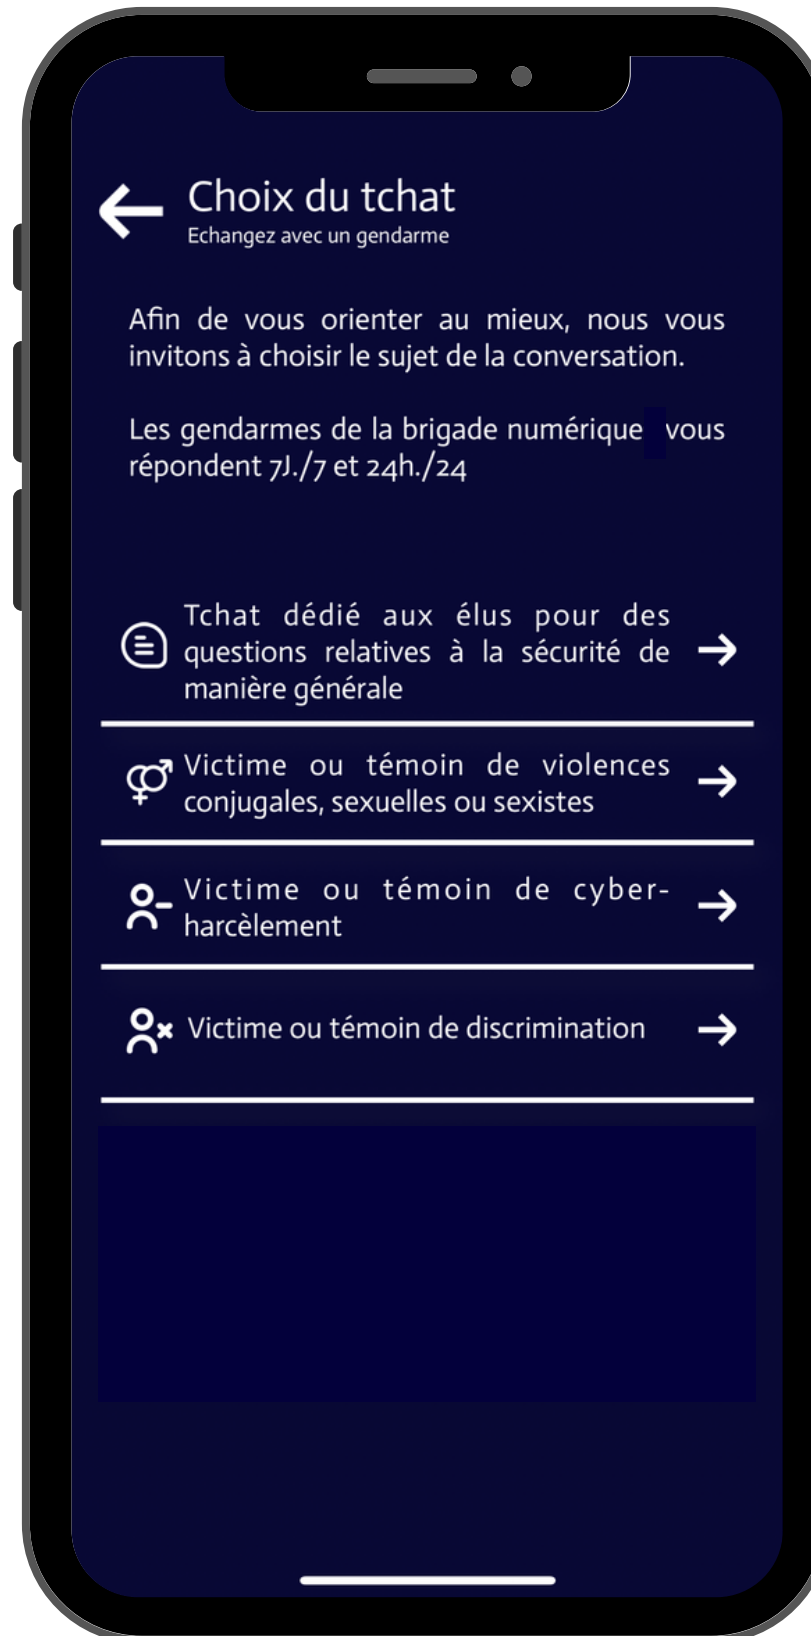 Choix du tchat
Echangez avec un gendarme
Afin de vous orienter au mieux, nous vous
invitons à choisir le sujet de la conversation.
Les gendarmes de la brigade numérique vous
répondent 7J./7 et 24h./24
Tchat dédié aux élus pour des
questions relatives à la sécurité de
manière générale
Victime ou témoin de violences
conjugales, sexuelles ou sexistes
Victime ou témoin de cyber-
harcèlement
Victime ou témoin de discrimination